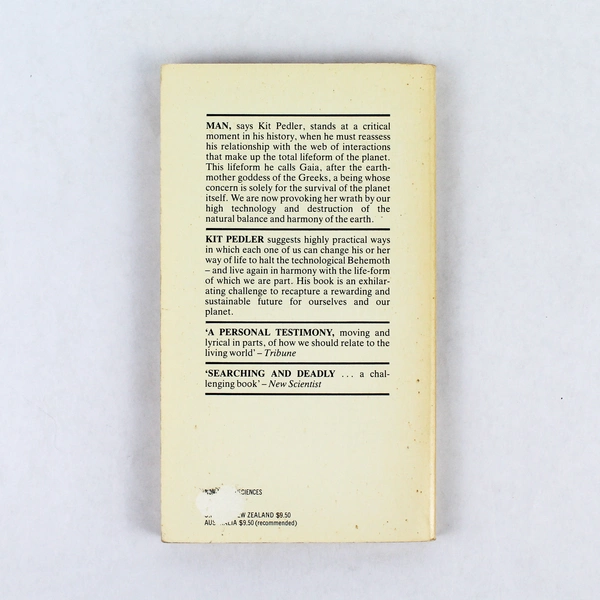 MAN, says Kit Pedler, stands at a critical
moment in his history, when he must reassess
his relationship with the web of interactions
that make up the total lifeform of the planet.
This lifeform he calls Gaia, after the earth-
mother goddess of the Greeks, a being whose
concern is solely for the survival of the planet
itself. We are now provoking her wrath by our
high technology and destruction of the
natural balance and harmony of the earth.
KIT PEDLER suggests highly practical ways
in which each one of us can change his or her
way of life to halt the technological Behemoth
– and live again in harmony with the life-form
of which we are part. His book is an exhilar-
ating challenge to recapture a rewarding and
sustainable future for ourselves and our
planet.
‘A PERSONAL TESTIMONY, moving and
lyrical in parts, of how we should relate to the
living world’ – Tribune
‘SEARCHING AND DEADLY ... a chal-
lenging book’ – New Scientist
ZEALAND $9.50
$9.50 (recommended)